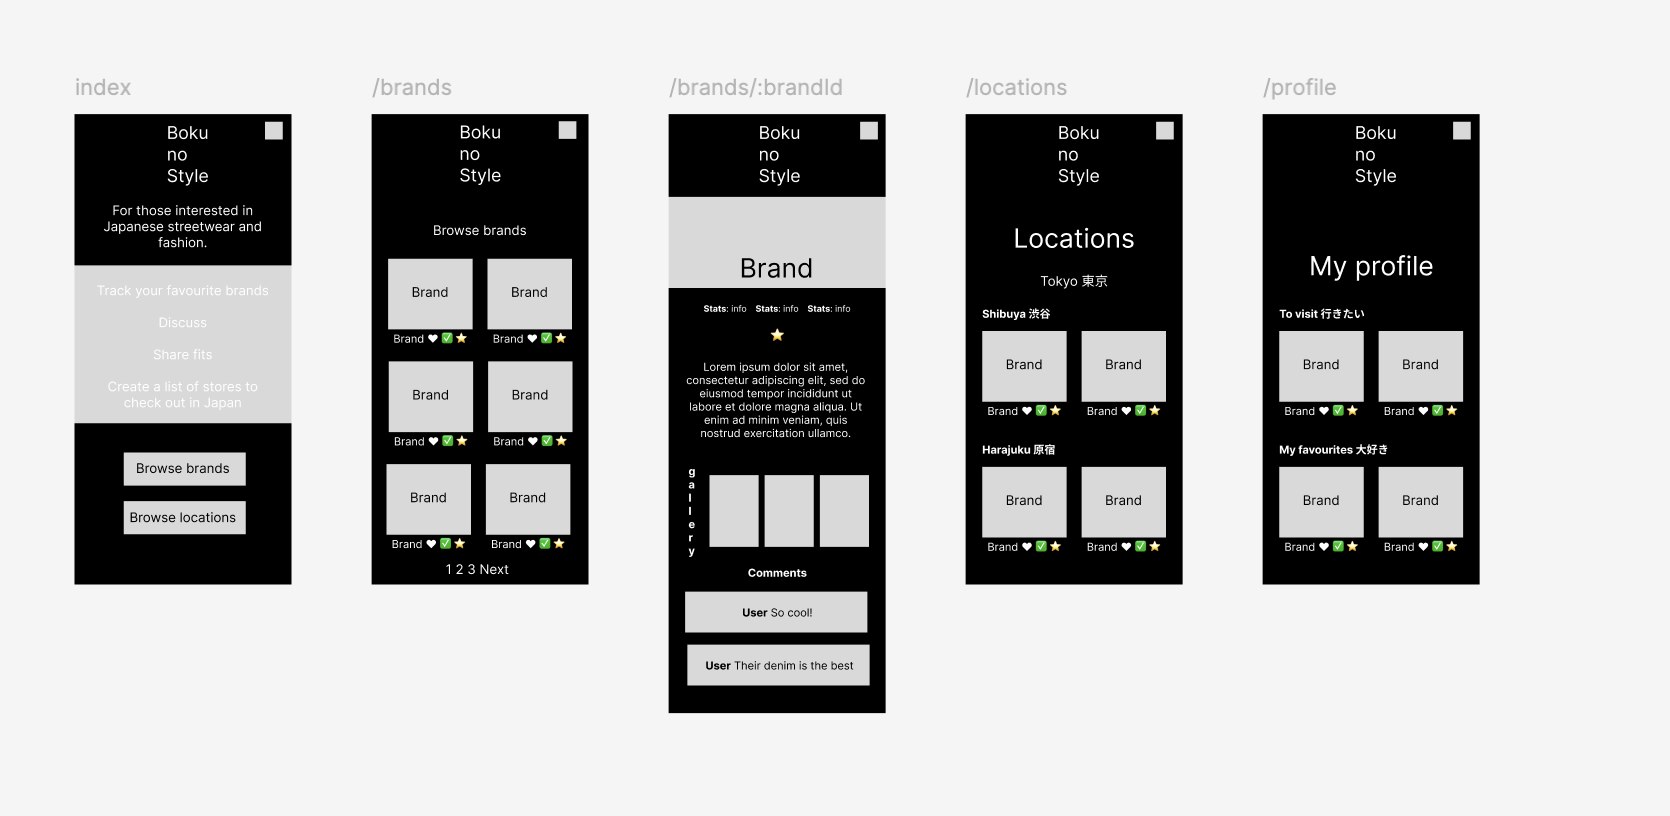 index
Boku
no
Style
For those interested in
Japanese streetwear and
fashion.
Track your favourite brands
Discuss
Share fits
Create a list of stores to
check out in Japan
Browse brands
Browse locations
/brands
Boku
no
Style
Browse brands
Brand
Brand
Brand ♥ ✅ ⭐
Brand ♥ ✅ ⭐
Brand
Brand
Brand ♥ ✅ ⭐
Brand ♥ ✅ ⭐
Brand
Brand
Brand ♥ ✅ ⭐
Brand ♥ ✅ ⭐
1 2 3 Next
/brands/:brandId
Boku
no
Style
Brand
Stats: info Stats: info Stats: info
⭐
Lorem ipsum dolor sit amet,
consectetur adipiscing elit, sed do
eiusmod tempor incididunt ut
labore et dolore magna aliqua. Ut
enim ad minim veniam, quis
nostrud exercitation ullamco.
gallery
Comments
User So cool!
User Their denim is the best
/locations
Boku
no
Style
Locations
Tokyo 東京
Shibuya 渋谷
Brand
Brand
Brand ♥ ✅ ⭐
Brand ♥ ✅ ⭐
Harajuku 原宿
Brand
Brand
Brand ♥ ✅ ⭐
Brand ♥ ✅ ⭐
/profile
Boku
no
Style
My profile
To visit 行きたい
Brand
Brand
Brand ♥ ✅ ⭐
Brand ♥ ✅ ⭐
My favourites 大好き
Brand
Brand
Brand ♥ ✅ ⭐
Brand ♥ ✅ ⭐